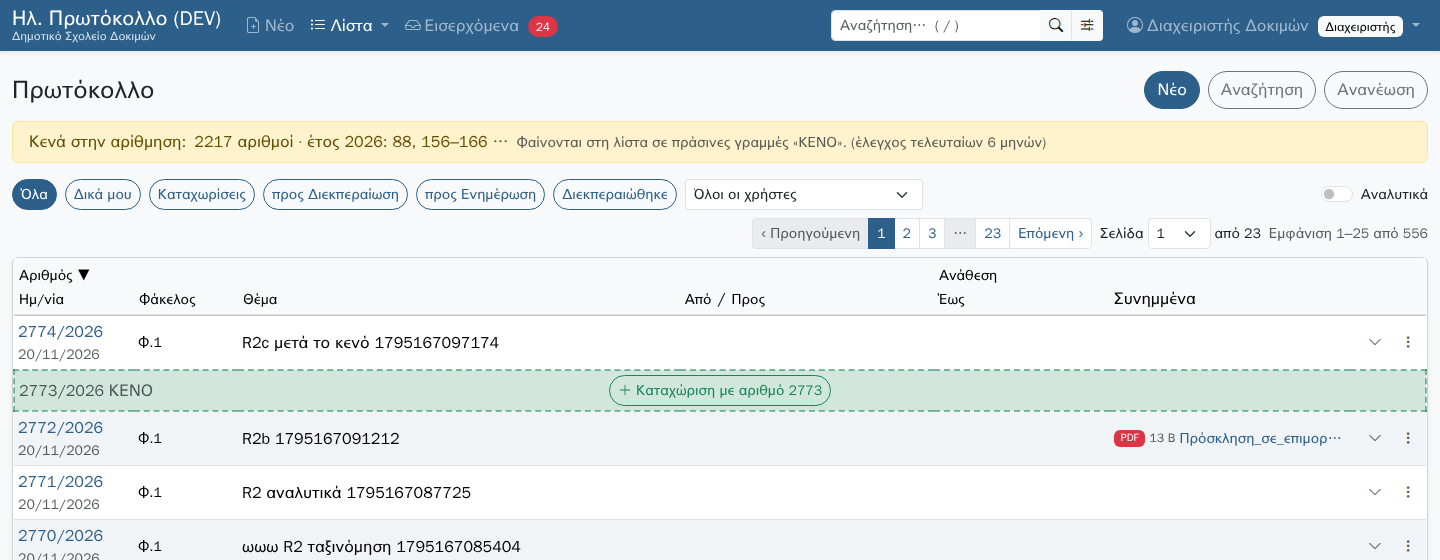 Ηλ. Πρωτόκολλο (DEV)
Δημοτικό Σχολείο Δοκιμών
Νέο
Λίστα
Εισερχόμενα 24
Αναζήτηση… ( / )
Διαχειριστής Δοκιμών Διαχειριστής
Πρωτόκολλο
Νέο Αναζήτηση Ανανέωση
Κενά στην αρίθμηση: 2217 αριθμοί · έτος 2026: 88, 156–166 … Φαίνονται στη λίστα σε πράσινες γραμμές «ΚΕΝΟ». (έλεγχος τελευταίων 6 μηνών)
Όλα Δικά μου Καταχωρίσεις προς Διεκπεραίωση προς Ενημέρωση Διεκπεραιώθηκε Όλοι οι χρήστες Αναλυτικά
‹ Προηγούμενη 1 2 3 … 23 Επόμενη › Σελίδα 1 από 23 Εμφάνιση 1–25 από 556
Αριθμός ▼ Ανάθεση
Ημ/νία Φάκελος Θέμα Από / Προς Έως Συνημμένα
2774/2026
20/11/2026 Φ.1 R2c μετά το κενό 1795167097174
2773/2026 ΚΕΝΟ + Καταχώριση με αριθμό 2773
2772/2026
20/11/2026 Φ.1 R2b 1795167091212 PDF 13 B Πρόσκληση_σε_επιμορ…
2771/2026
20/11/2026 Φ.1 R2 αναλυτικά 1795167087725
2770/2026
20/11/2026 Φ.1 ωωω R2 ταξινόμηση 1795167085404